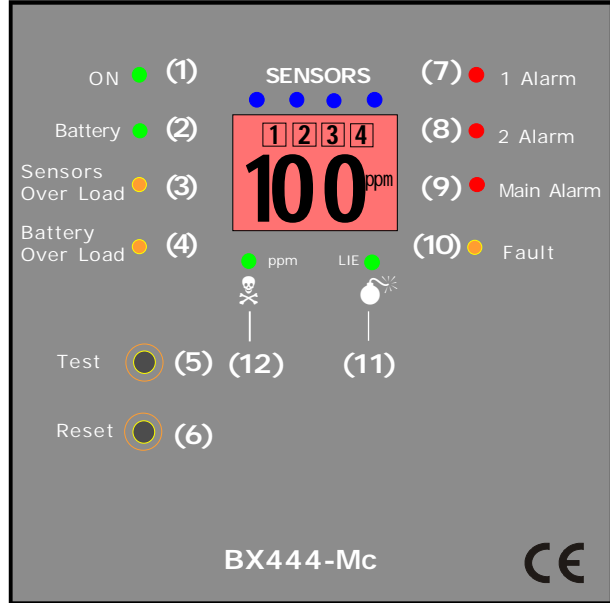 ON (1)
Battery (2)
Sensors
Over Load (3)
Battery
Over Load (4)
SENSORS
1 2 3 4
100 ppm
ppm LIE
(12) (11)
(7) 1 Alarm
(8) 2 Alarm
(9) Main Alarm
(10) Fault
Test (5)
Reset (6)
BX444-Mc
CE